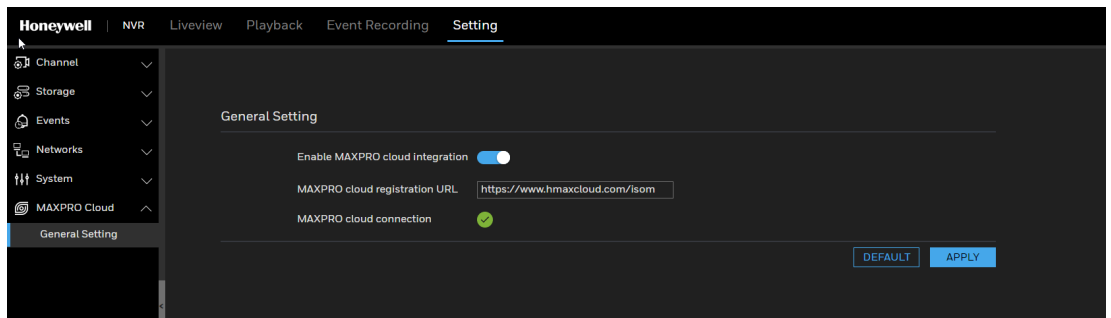 Honeywell | NVR Liveview Playback Event Recording Setting
Channel
Storage
Events
Networks
System
MAXPRO Cloud
General Setting
General Setting
Enable MAXPRO cloud integration
MAXPRO cloud registration URL https://www.hmaxcloud.com/isom
MAXPRO cloud connection
DEFAULT APPLY